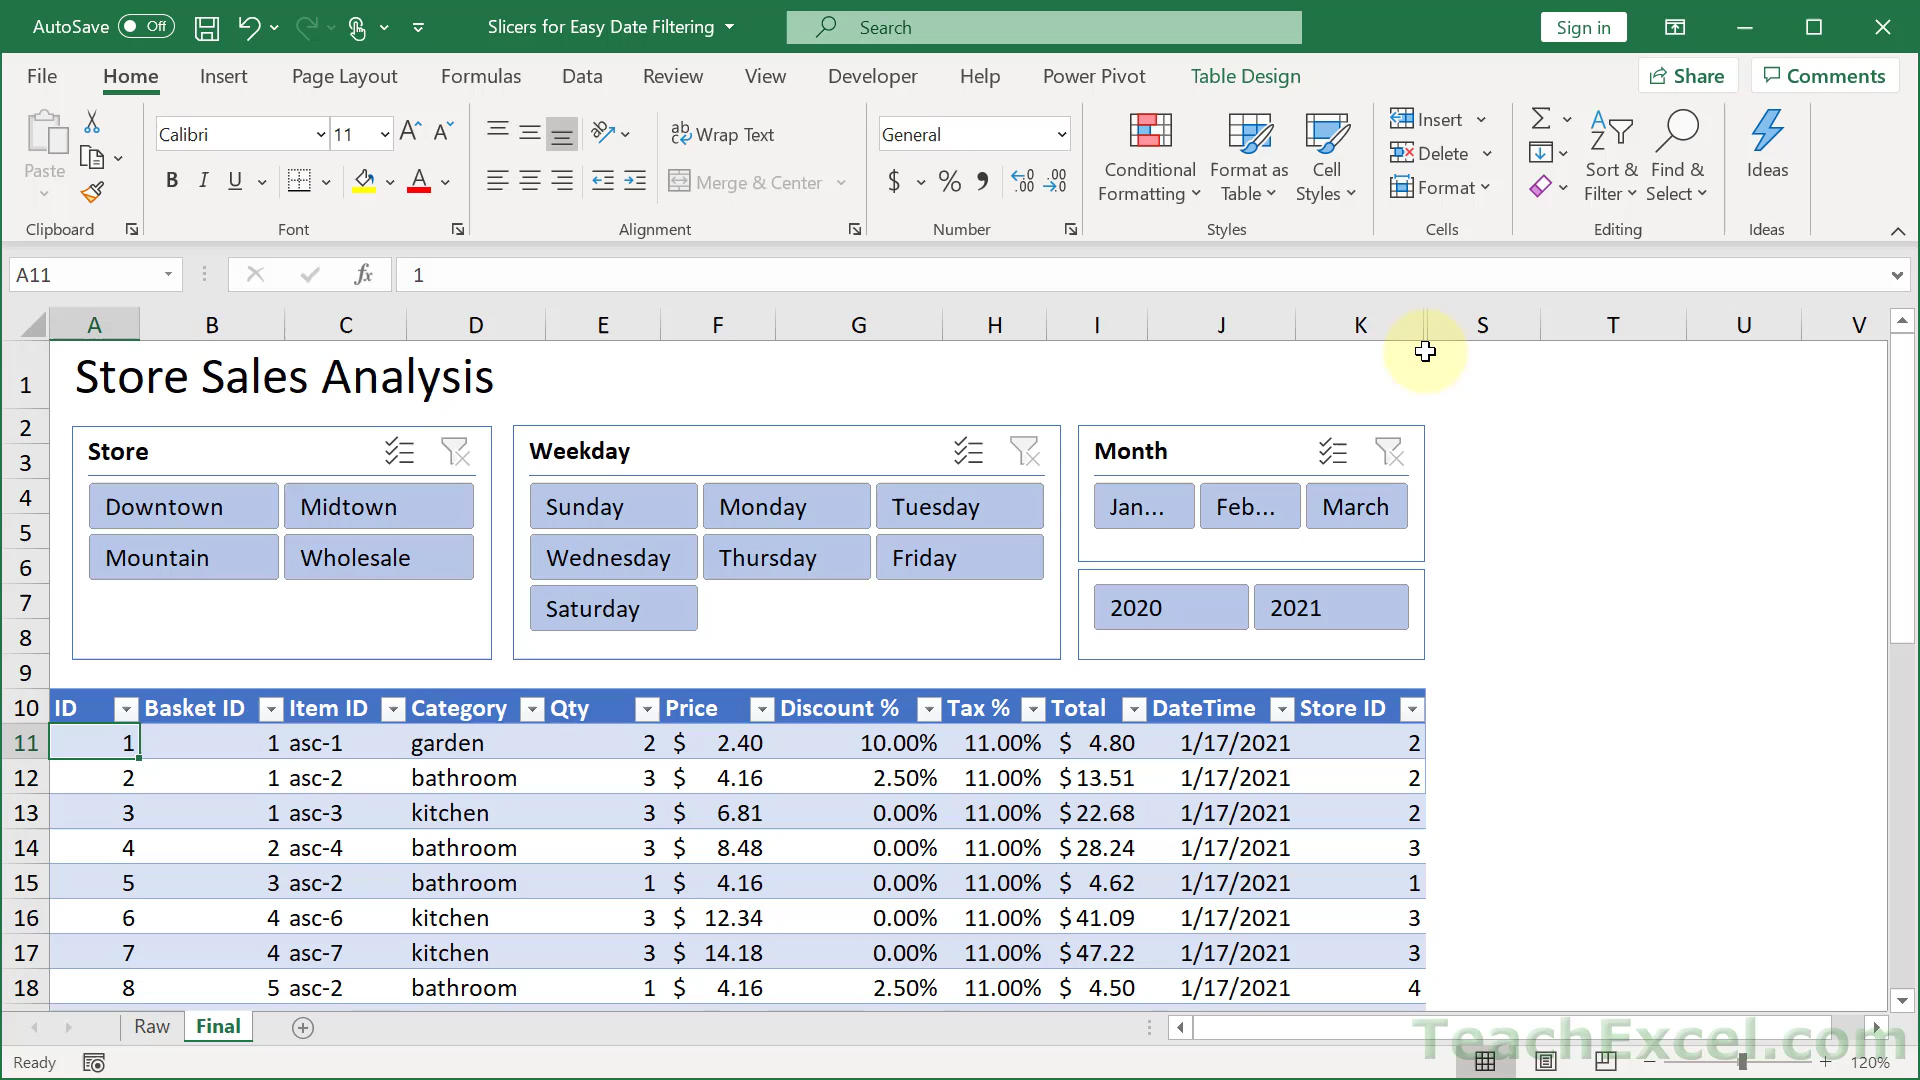 AutoSave Off Slicers for Easy Date Filtering Search Sign in
File Home Insert Page Layout Formulas Data Review View Developer Help Power Pivot Table Design Share Comments
Paste
Calibri 11
Wrap Text
General
B I U
Merge & Center
$ % 9 .00 .00
Conditional Formatting
Format as Table
Cell Styles
Insert
Delete
Format
Sort & Filter
Find & Select
Ideas
Clipboard Font Alignment Number Styles Cells Editing Ideas
A11 fx 1
A B C D E F G H I J K S T U V
1 Store Sales Analysis
2
3
4
5
6
7
8
9
Store
Downtown Midtown
Mountain Wholesale
Weekday
Sunday Monday Tuesday
Wednesday Thursday Friday
Saturday
Month
Jan... Feb... March
2020 2021
10 ID Basket ID Item ID Category Qty Price Discount % Tax % Total DateTime Store ID
11 1 1 asc-1 garden 2 $ 2.40 10.00% 11.00% $ 4.80 1/17/2021 2
12 2 1 asc-2 bathroom 3 $ 4.16 2.50% 11.00% $13.51 1/17/2021 2
13 3 1 asc-3 kitchen 3 $ 6.81 0.00% 11.00% $22.68 1/17/2021 2
14 4 2 asc-4 bathroom 3 $ 8.48 0.00% 11.00% $28.24 1/17/2021 3
15 5 3 asc-2 bathroom 1 $ 4.16 0.00% 11.00% $ 4.62 1/17/2021 1
16 6 4 asc-6 kitchen 3 $ 12.34 0.00% 11.00% $41.09 1/17/2021 3
17 7 4 asc-7 kitchen 3 $ 14.18 0.00% 11.00% $47.22 1/17/2021 3
18 8 5 asc-2 bathroom 1 $ 4.16 2.50% 11.00% $ 4.50 1/17/2021 4
Raw Final
TeachExcel.com
Ready 120%